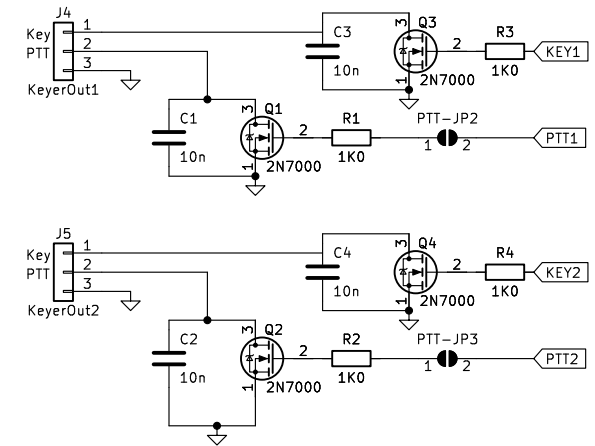 J4
Key 1
PTT 2
3
KeyerOut1
C3
10n
3
Q3
2
1
2N7000
R3
1K0
KEY1
C1
10n
3
Q1
2
1
2N7000
R1
1K0
PTT-JP2
1 2
PTT1
J5
Key 1
PTT 2
3
KeyerOut2
C4
10n
3
Q4
2
1
2N7000
R4
1K0
KEY2
C2
10n
3
Q2
2
1
2N7000
R2
1K0
PTT-JP3
1 2
PTT2